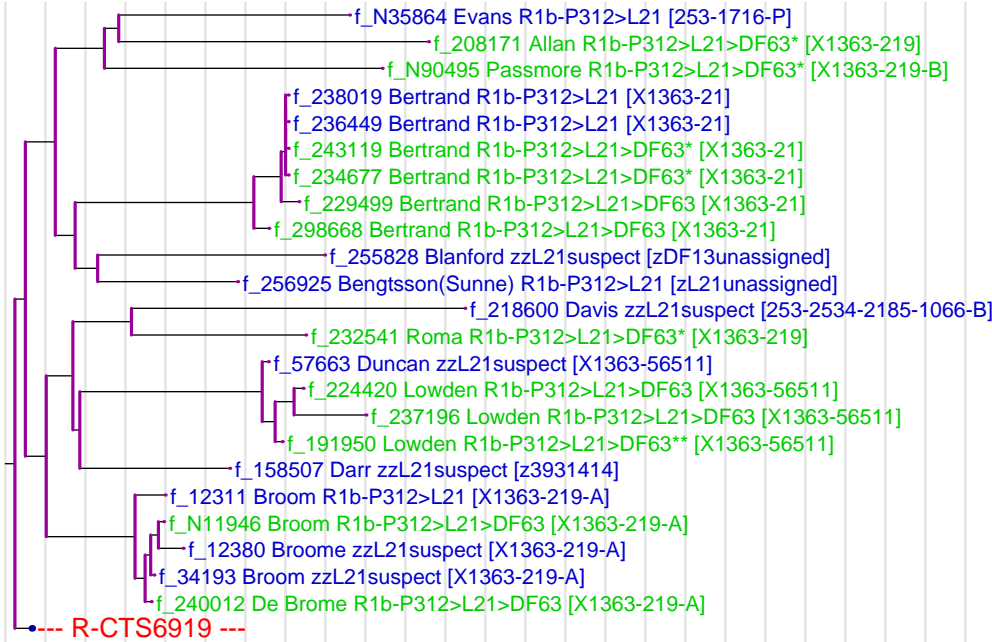 f_N35864 Evans R1b-P312>L21 [253-1716-P]
f_208171 Allan R1b-P312>L21>DF63* [X1363-219]
f_N90495 Passmore R1b-P312>L21>DF63* [X1363-219-B]
f_238019 Bertrand R1b-P312>L21 [X1363-21]
f_236449 Bertrand R1b-P312>L21 [X1363-21]
f_243119 Bertrand R1b-P312>L21>DF63* [X1363-21]
f_234677 Bertrand R1b-P312>L21>DF63* [X1363-21]
f_229499 Bertrand R1b-P312>L21>DF63 [X1363-21]
f_298668 Bertrand R1b-P312>L21>DF63 [X1363-21]
f_255828 Blanford zzL21suspect [zDF13unassigned]
f_256925 Bengtsson(Sunne) R1b-P312>L21 [zL21unassigned]
f_218600 Davis zzL21suspect [253-2534-2185-1066-B]
f_232541 Roma R1b-P312>L21>DF63* [X1363-219]
f_57663 Duncan zzL21suspect [X1363-56511]
f_224420 Lowden R1b-P312>L21>DF63 [X1363-56511]
f_237196 Lowden R1b-P312>L21>DF63 [X1363-56511]
f_191950 Lowden R1b-P312>L21>DF63** [X1363-56511]
f_158507 Darr zzL21suspect [z3931414]
f_12311 Broom R1b-P312>L21 [X1363-219-A]
f_N11946 Broom R1b-P312>L21>DF63 [X1363-219-A]
f_12380 Broome zzL21suspect [X1363-219-A]
f_34193 Broom zzL21suspect [X1363-219-A]
f_240012 De Brome R1b-P312>L21>DF63 [X1363-219-A]
--- R-CTS6919 ---